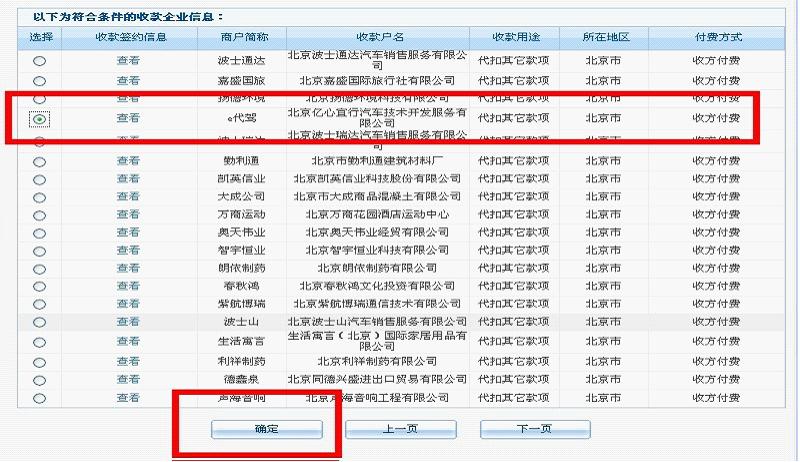 以下为符合条件的收款企业信息：
选择 收款签约信息 商户简称 收款户名 收款用途 所在地区 付费方式
查看 波士通达 北京波士通达汽车销售服务有限公司 代扣其它款项 北京市 收方付费
查看 嘉盛国旅 北京嘉盛国际旅行社有限公司 代扣其它款项 北京市 收方付费
查看 扬德环境 北京扬德环境科技有限公司 代扣其它款项 北京市 收方付费
查看 e代驾 北京亿心宜行汽车技术开发服务有限公司 代扣其它款项 北京市 收方付费
查看 波士瑞达 北京波士瑞达汽车销售服务有限公司 代扣其它款项 北京市 收方付费
查看 勤利通 北京市勤利通建筑材料厂 代扣其它款项 北京市 收方付费
查看 凯英信业 北京凯英信业科技股份有限公司 代扣其它款项 北京市 收方付费
查看 大成公司 北京市大成商品混凝土有限公司 代扣其它款项 北京市 收方付费
查看 万商运动 北京万商花园酒店运动中心 代扣其它款项 北京市 收方付费
查看 奥天伟业 北京奥天伟业经贸有限公司 代扣其它款项 北京市 收方付费
查看 智宇恒业 北京智宇恒业科技有限公司 代扣其它款项 北京市 收方付费
查看 朗依制药 北京朗依制药有限公司 代扣其它款项 北京市 收方付费
查看 春秋鸿 北京春秋鸿文化投资有限公司 代扣其它款项 北京市 收方付费
查看 紫航博瑞 北京紫航博瑞通信技术有限公司 代扣其它款项 北京市 收方付费
查看 波士山 北京波士山汽车销售服务有限公司 代扣其它款项 北京市 收方付费
查看 生活寓言 生活寓言（北京）国际家居用品有限公司 代扣其它款项 北京市 收方付费
查看 利祥制药 北京利祥制药有限公司 代扣其它款项 北京市 收方付费
查看 德鑫泉 北京同德兴盛进出口贸易有限公司 代扣其它款项 北京市 收方付费
查看 声海音响 北京声海音响工程有限公司 代扣其它款项 北京市 收方付费
确定 上一页 下一页